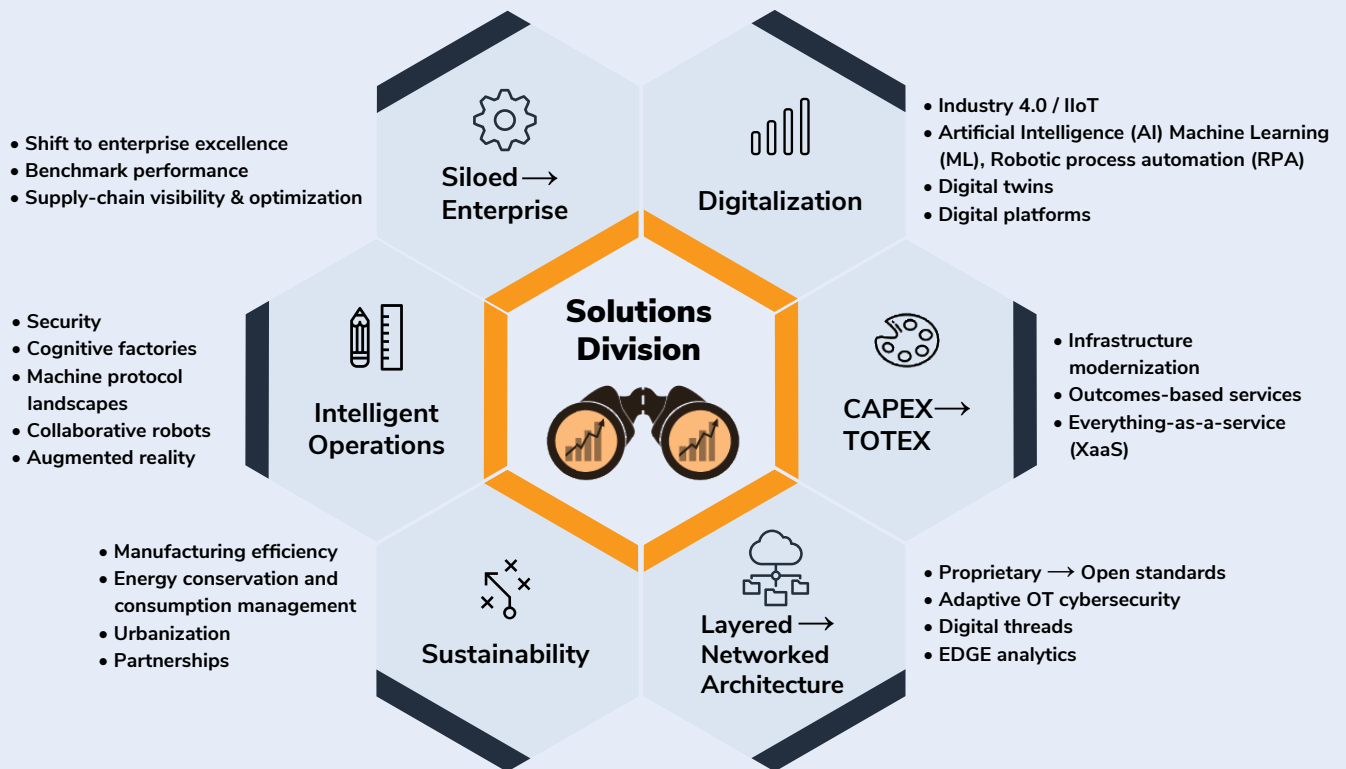 • Shift to enterprise excellence
• Benchmark performance
• Supply-chain visibility & optimization
Siloed →
Enterprise
Digitalization
• Industry 4.0 / IIoT
• Artificial Intelligence (AI) Machine Learning
(ML), Robotic process automation (RPA)
• Digital twins
• Digital platforms
• Security
• Cognitive factories
• Machine protocol
landscapes
• Collaborative robots
• Augmented reality
Intelligent
Operations
Solutions
Division
CAPEX →
TOTEX
• Infrastructure
modernization
• Outcomes-based services
• Everything-as-a-service
(XaaS)
• Manufacturing efficiency
• Energy conservation and
consumption management
• Urbanization
• Partnerships
Sustainability
Layered →
Networked
Architecture
• Proprietary → Open standards
• Adaptive OT cybersecurity
• Digital threads
• EDGE analytics